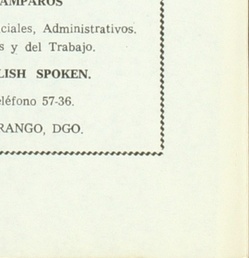 AMPAROS
ciales, Administrativos.
s y del Trabajo.
LISH SPOKEN.
eléfono 57-36.
RANGO, DGO.